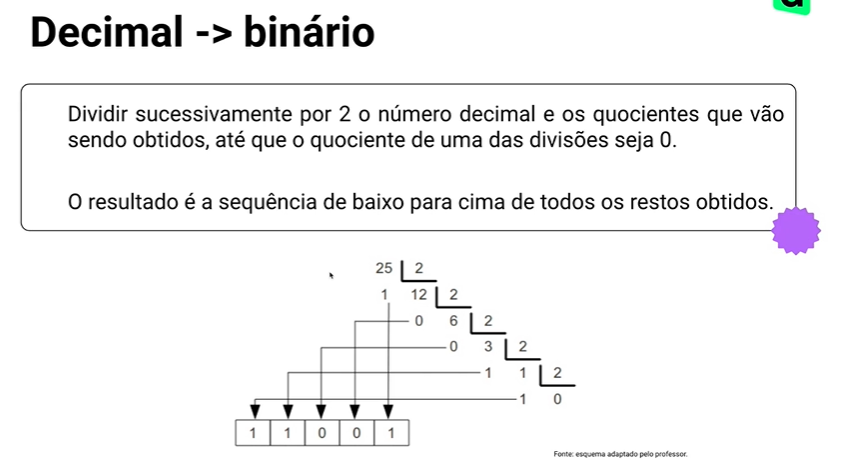 Decimal -> binário
Dividir sucessivamente por 2 o número decimal e os quocientes que vão
sendo obtidos, até que o quociente de uma das divisões seja 0.
O resultado é a sequência de baixo para cima de todos os restos obtidos.
25 2
1 12 2
0 6 2
0 3 2
1 1 2
1 0
1 1 0 0 1
Fonte: esquema adaptado pelo professor.